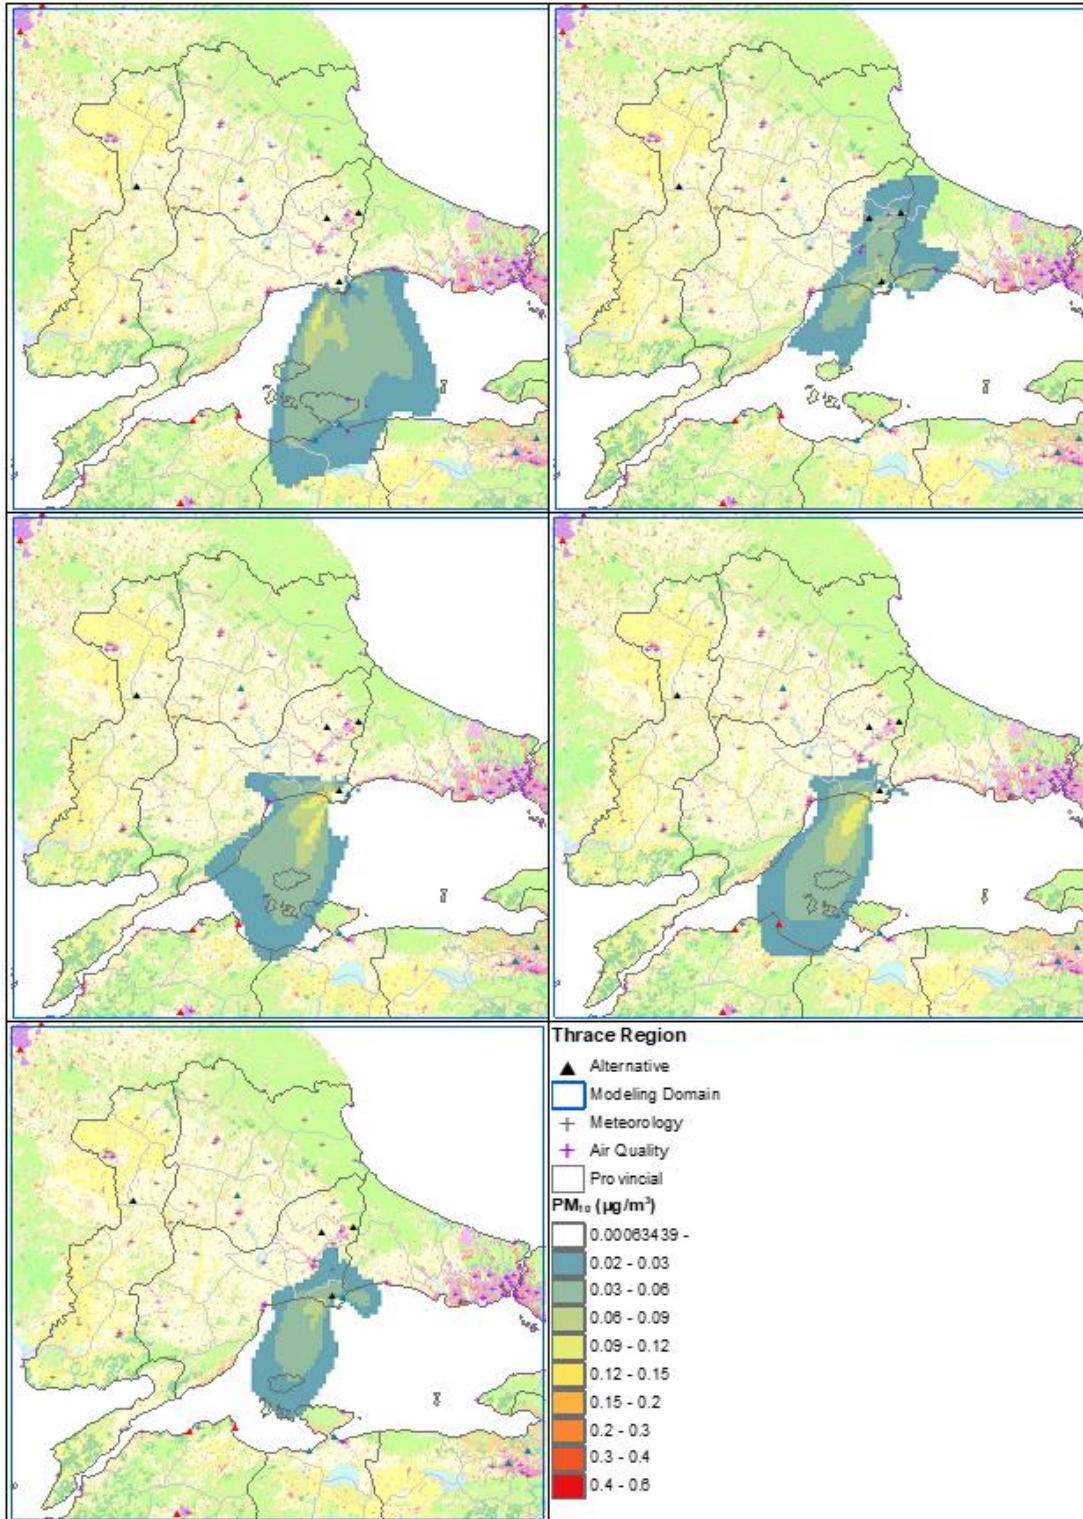 Thrace Region
Alternative
Modeling Domain
Meteorology
Air Quality
Provincial
PM₁₀ (µg/m³)
0.00063439 -
0.02 - 0.03
0.03 - 0.06
0.06 - 0.09
0.09 - 0.12
0.12 - 0.15
0.15 - 0.2
0.2 - 0.3
0.3 - 0.4
0.4 - 0.6